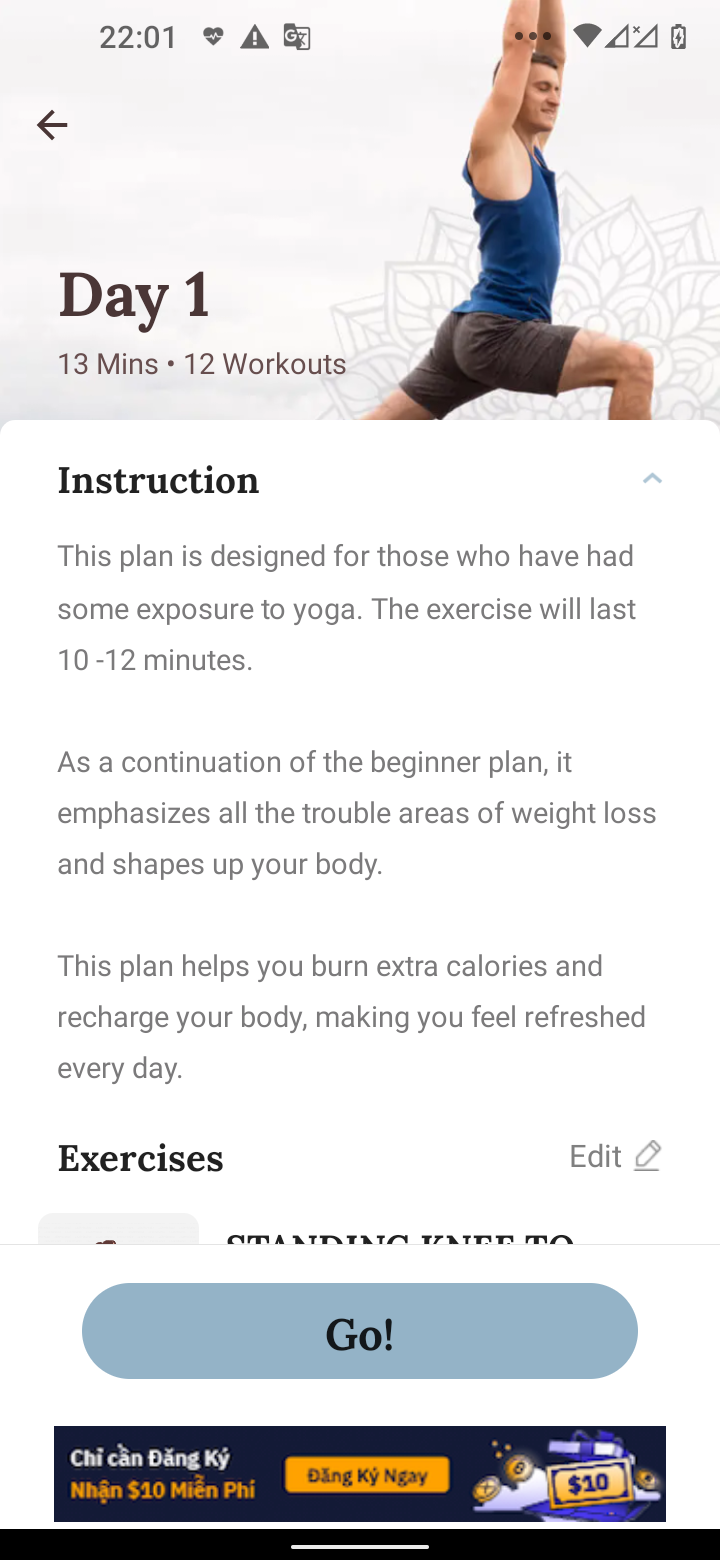 22:01
Day 1
13 Mins • 12 Workouts
Instruction
This plan is designed for those who have had
some exposure to yoga. The exercise will last
10 -12 minutes.
As a continuation of the beginner plan, it
emphasizes all the trouble areas of weight loss
and shapes up your body.
This plan helps you burn extra calories and
recharge your body, making you feel refreshed
every day.
Exercises
Edit
STANDING KNEE TO
Go!
Chỉ cần Đăng Ký
Nhận $10 Miễn Phí
Đăng Ký Ngay
$10